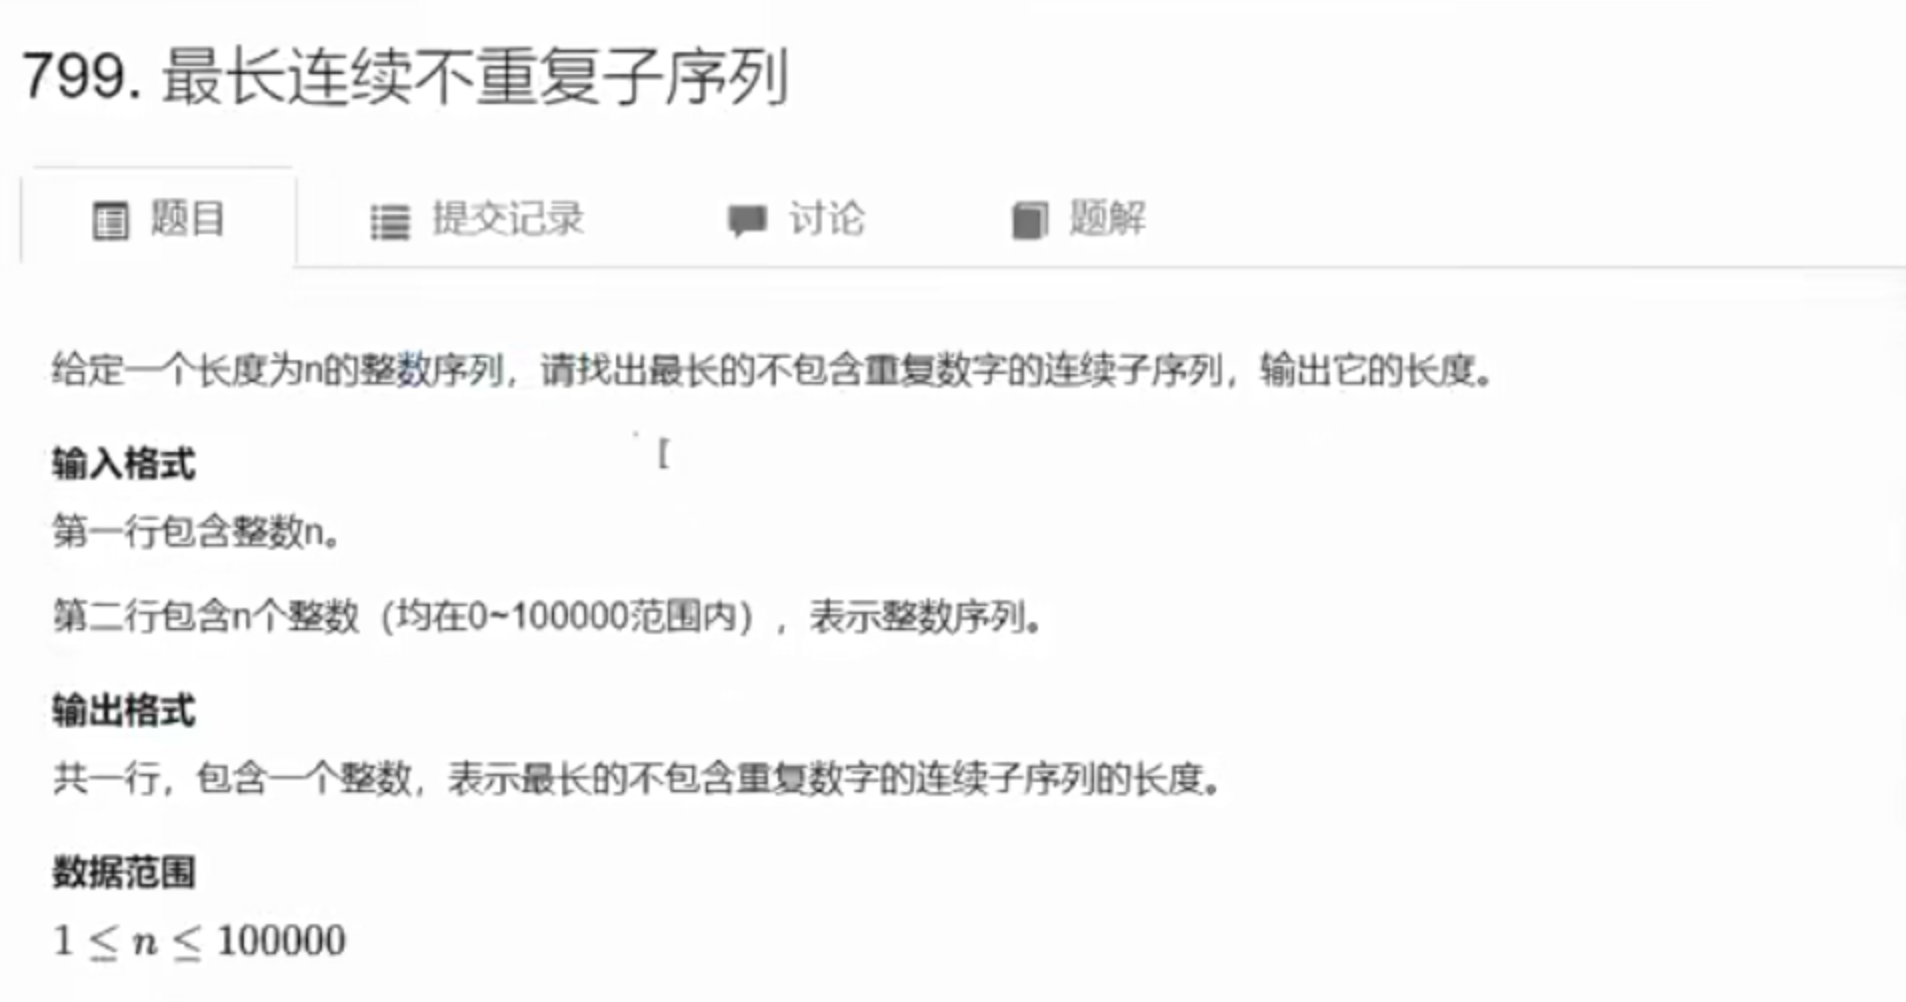 799. 最长连续不重复子序列
题目 提交记录 讨论 题解
给定一个长度为n的整数序列，请找出最长的不包含重复数字的连续子序列，输出它的长度。
输入格式
第一行包含整数n。
第二行包含n个整数（均在0~100000范围内），表示整数序列。
输出格式
共一行，包含一个整数，表示最长的不包含重复数字的连续子序列的长度。
数据范围
1 ≤ n ≤ 100000